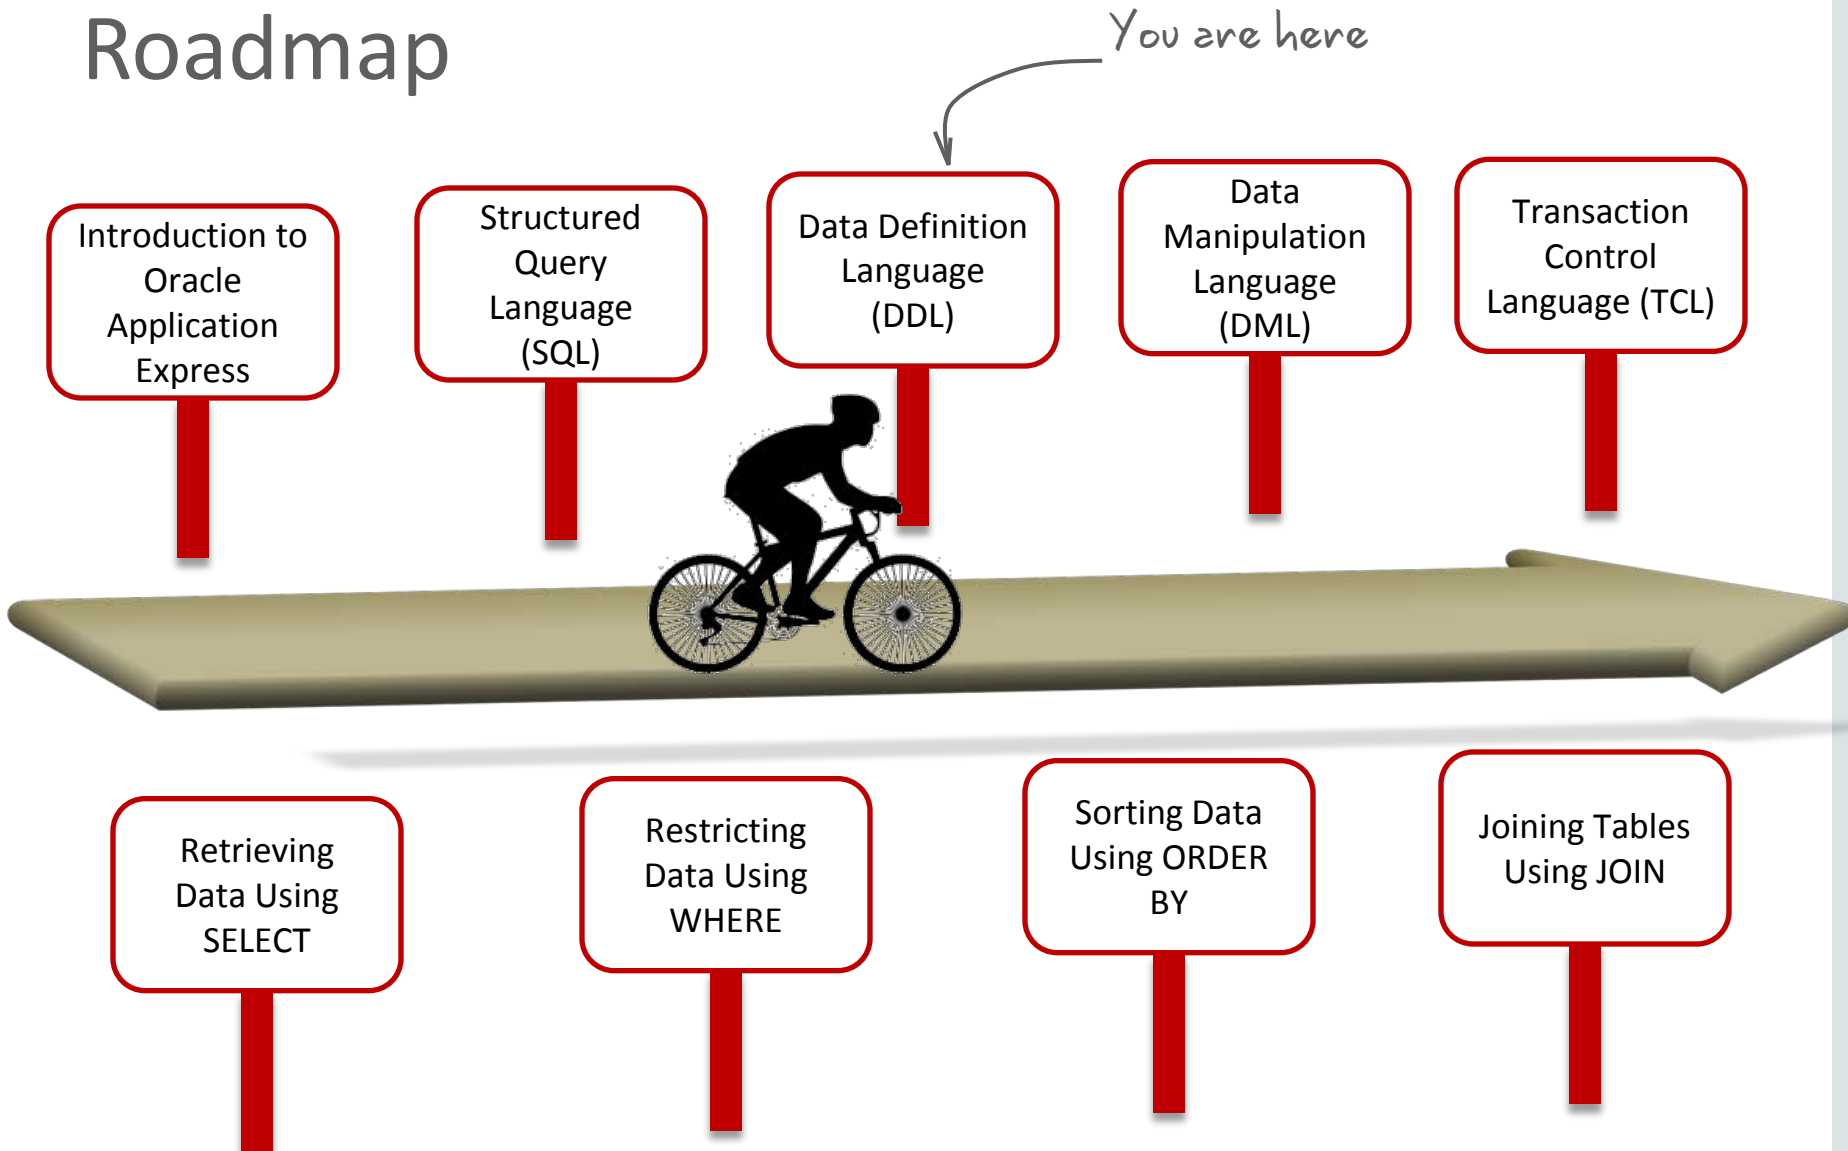 Roadmap
You are here
Introduction to
Oracle
Application
Express
Structured
Query
Language
(SQL)
Data Definition
Language
(DDL)
Data
Manipulation
Language
(DML)
Transaction
Control
Language (TCL)
Retrieving
Data Using
SELECT
Restricting
Data Using
WHERE
Sorting Data
Using ORDER
BY
Joining Tables
Using JOIN